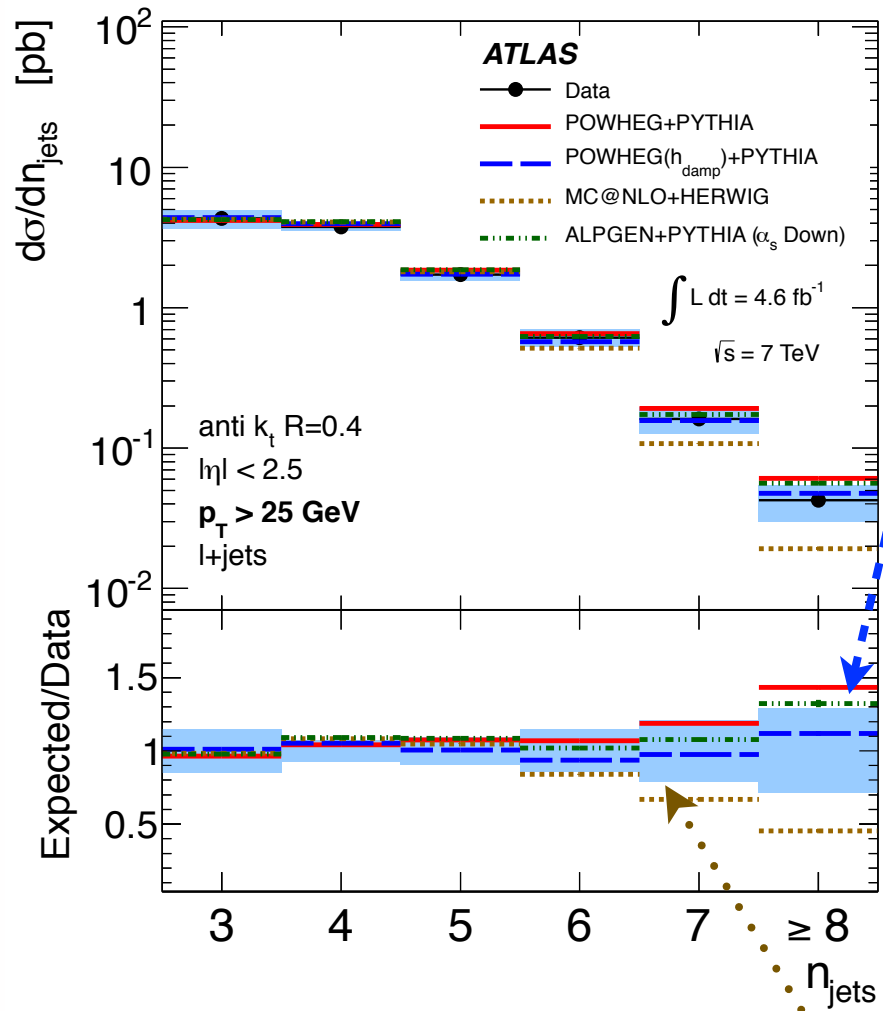 ATLAS
Data
POWHEG+PYTHIA
POWHEG(h_damp)+PYTHIA
MC@NLO+HERWIG
ALPGEN+PYTHIA (α_s Down)
∫ L dt = 4.6 fb⁻¹
√s = 7 TeV
anti k_t R=0.4
|η| < 2.5
p_T > 25 GeV
l+jets
dσ/dn_jets [pb]
10²
10
1
10⁻¹
10⁻²
Expected/Data
1.5
1
0.5
3 4 5 6 7 ≥ 8
n_jets